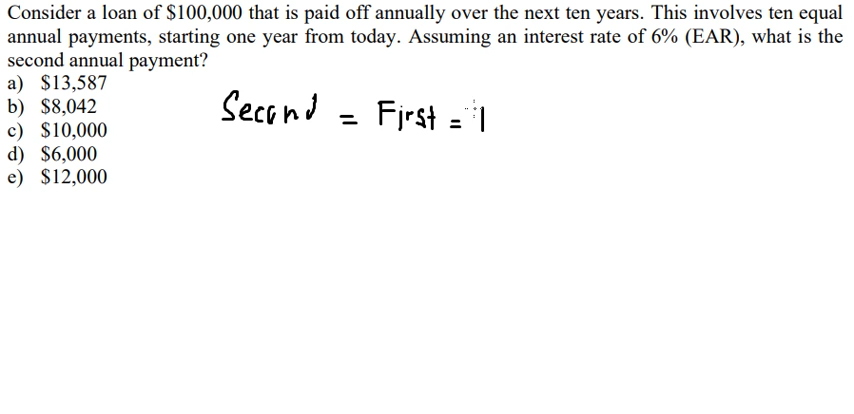 Consider a loan of $100,000 that is paid off annually over the next ten years. This involves ten equal
annual payments, starting one year from today. Assuming an interest rate of 6% (EAR), what is the
second annual payment?
a) $13,587
b) $8,042
c) $10,000
d) $6,000
e) $12,000
Second = First = 1